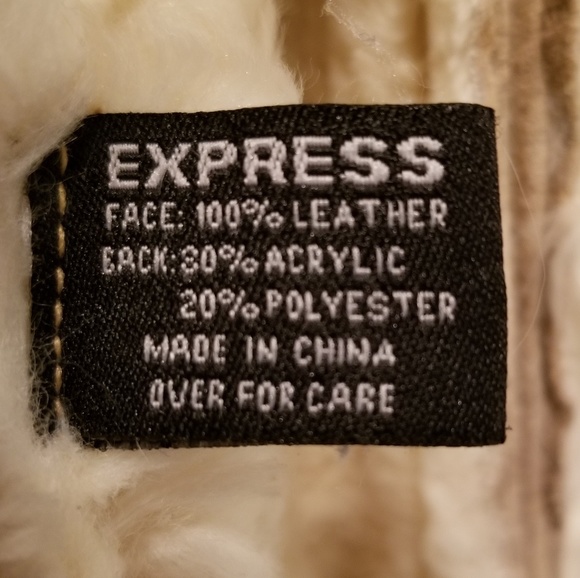 EXPRESS
FACE: 100% LEATHER
BACK: 80% ACRYLIC
20% POLYESTER
MADE IN CHINA
OVER FOR CARE